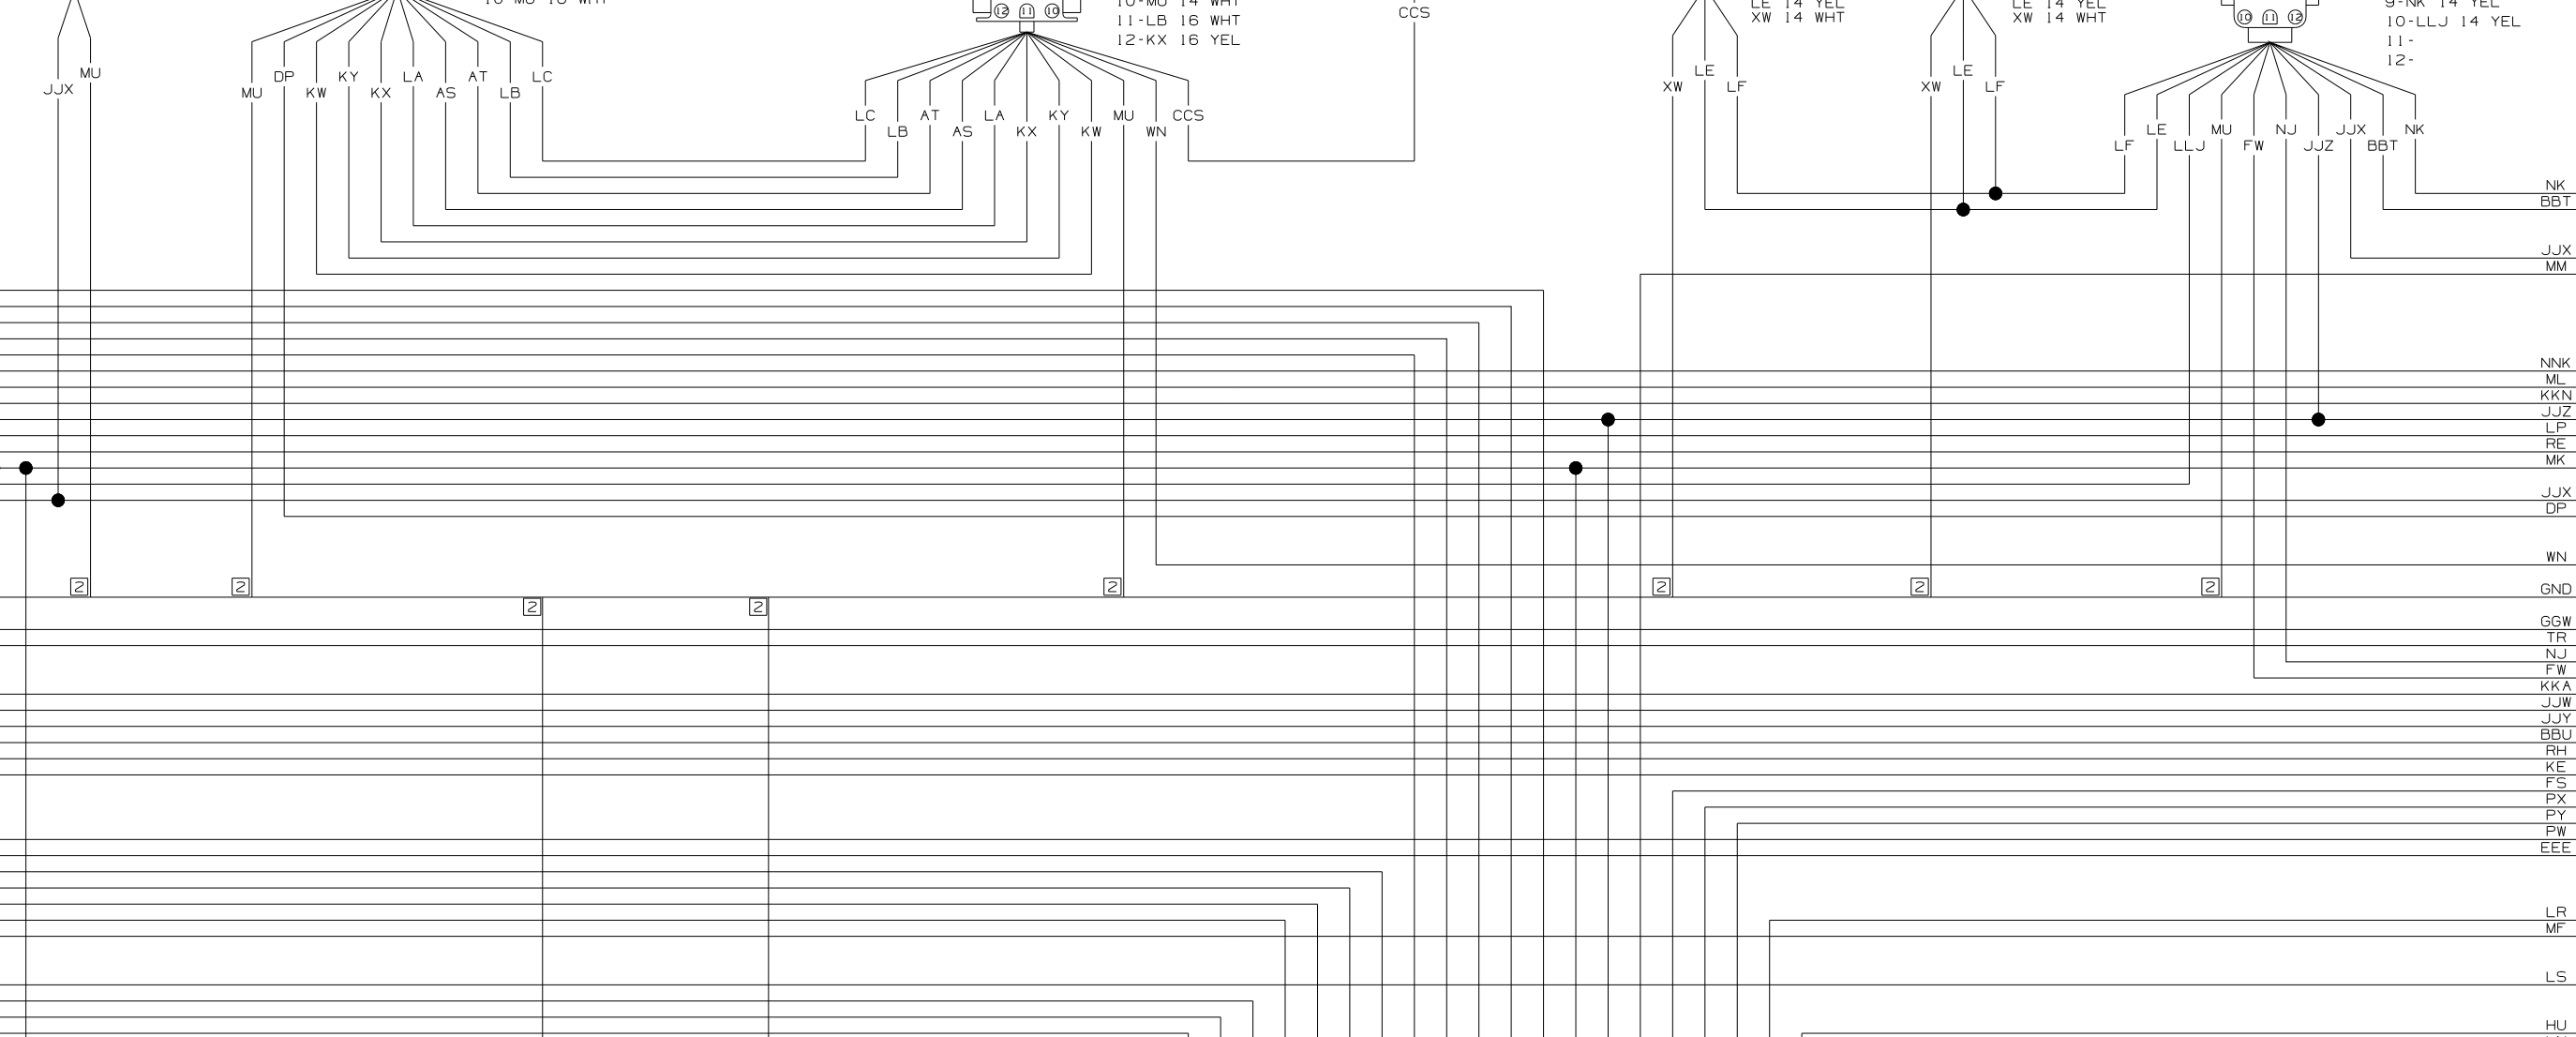 12 11 10
11-LB 16 WHT
12-KX 16 YEL
CCS
LE 14 YEL
XW 14 WHT
LE 14 YEL
XW 14 WHT
10 11 12
9-NK 14 YEL
10-LLJ 14 YEL
11-
12-
JJX MU
MU DP KW KY KX LA AS AT LB LC
LC LB AT AS LA KX KY KW MU WN CCS
XW LE LF
XW LE LF
LF LE LLJ MU FW NJ JJZ JJX BBT NK
NK
BBT
JJX
MM
NNK
ML
KKN
JJZ
LP
RE
MK
JJX
DP
WN
2 2 2 2 2 2
GND
2 2
GGW
TR
NJ
FW
KKA
JJW
JJY
BBU
RH
KE
FS
PX
PY
PW
EEE
LR
MF
LS
HU